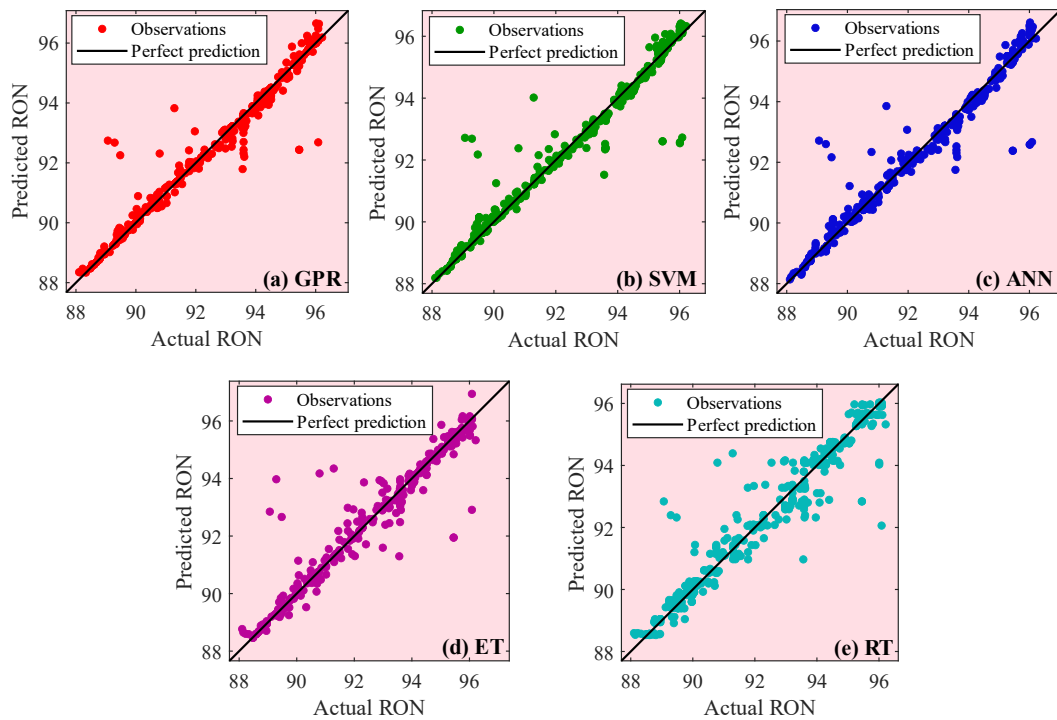 Observations
Perfect prediction
96
94
92
90
88
Predicted RON
(a) GPR
88 90 92 94 96
Actual RON
Observations
Perfect prediction
96
94
92
90
88
Predicted RON
(b) SVM
88 90 92 94 96
Actual RON
Observations
Perfect prediction
96
94
92
90
88
Predicted RON
(c) ANN
88 90 92 94 96
Actual RON
Observations
Perfect prediction
96
94
92
90
88
Predicted RON
(d) ET
88 90 92 94 96
Actual RON
Observations
Perfect prediction
96
94
92
90
88
Predicted RON
(e) RT
88 90 92 94 96
Actual RON